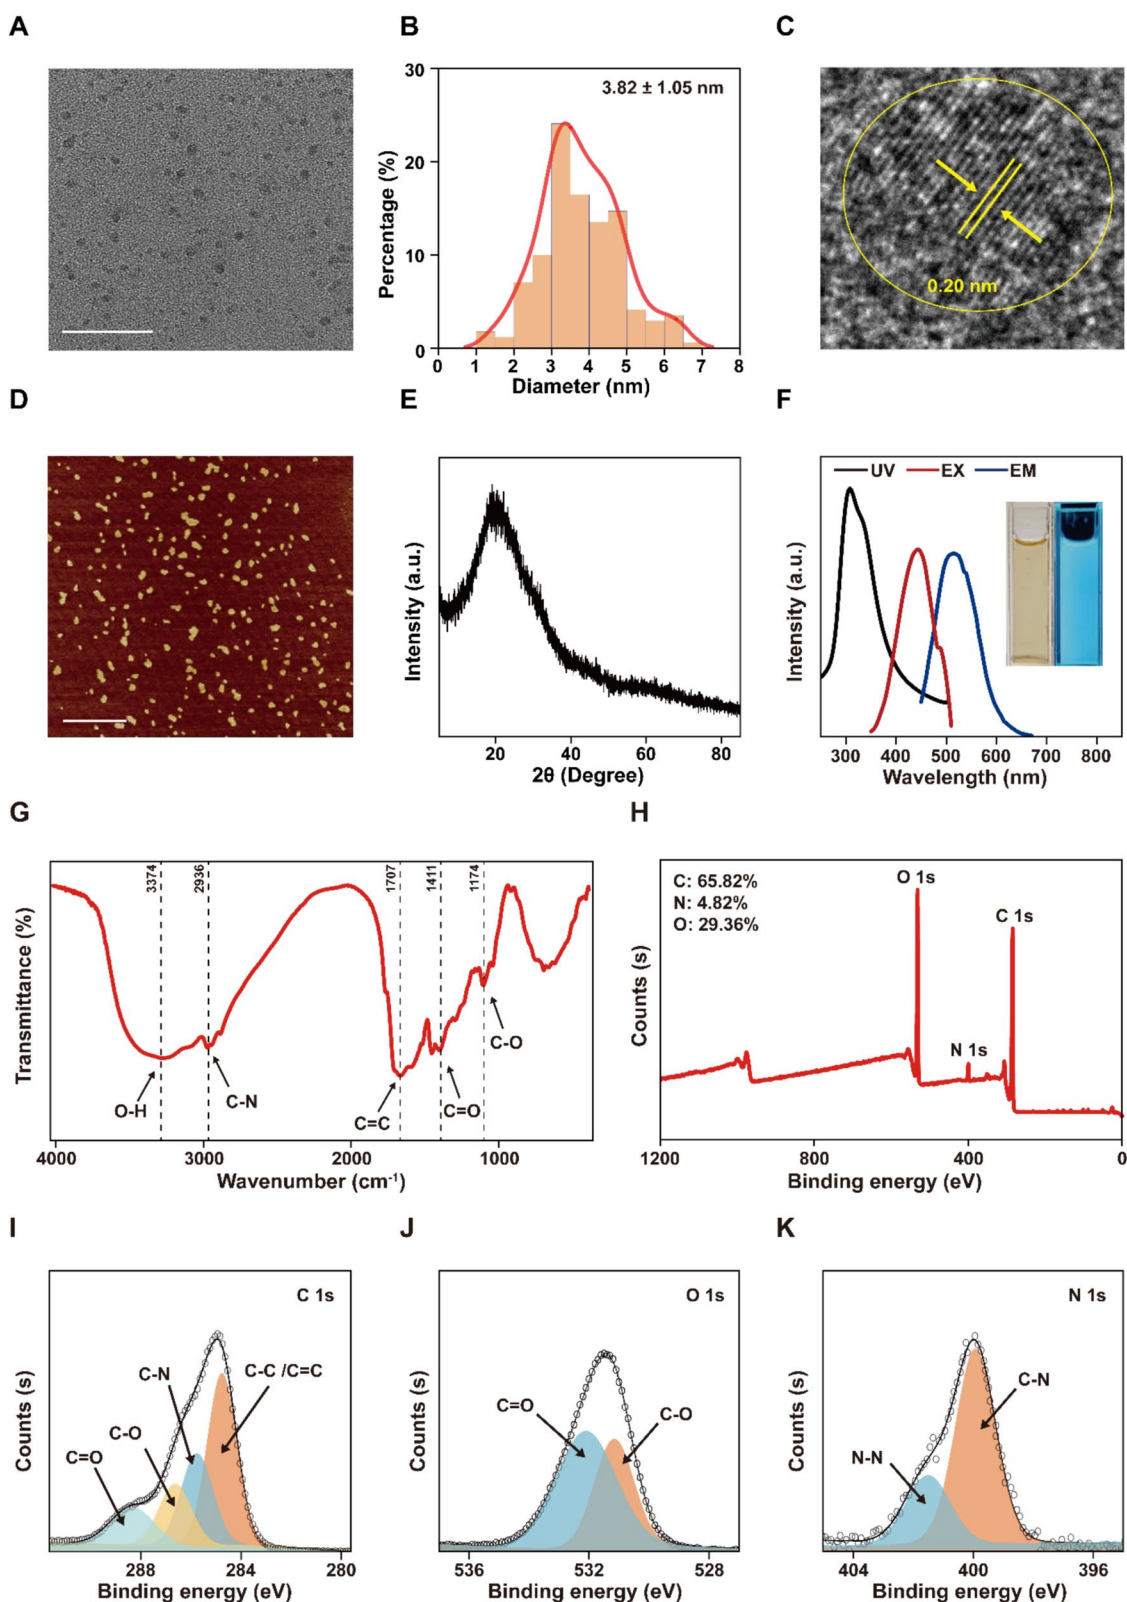 A
B
C
30
20
10
0
Percentage (%)
3.82 ± 1.05 nm
0 1 2 3 4 5 6 7 8
Diameter (nm)
0.20 nm
D
E
F
Intensity (a.u.)
20 40 60 80
2θ (Degree)
UV EX EM
Intensity (a.u.)
300 400 500 600 700 800
Wavelength (nm)
G
H
Transmittance (%)
3374
2936
1707
1411
1174
O-H
C-N
C=C
C=O
C-O
4000 3000 2000 1000
Wavenumber (cm⁻¹)
Counts (s)
C: 65.82%
N: 4.82%
O: 29.36%
O 1s
C 1s
N 1s
1200 800 400 0
Binding energy (eV)
I
J
K
Counts (s)
C 1s
C-C /C=C
C-N
C-O
C=O
288 284 280
Binding energy (eV)
Counts (s)
O 1s
C=O
C-O
536 532 528
Binding energy (eV)
Counts (s)
N 1s
C-N
N-N
404 400 396
Binding energy (eV)